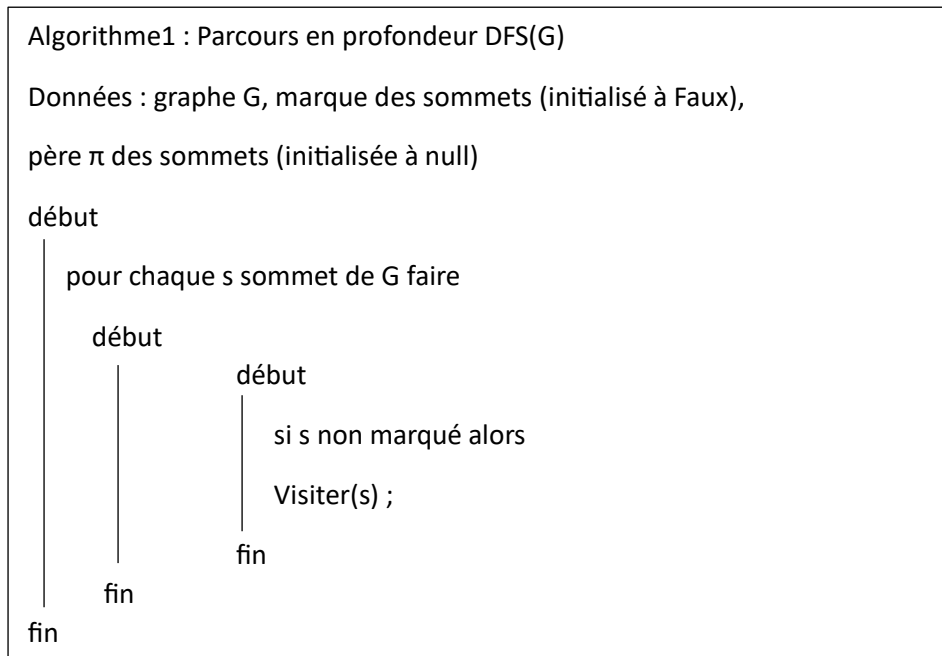 Algorithme1 : Parcours en profondeur DFS(G)
Données : graphe G, marque des sommets (initialisé à Faux),
père π des sommets (initialisée à null)
début
pour chaque s sommet de G faire
début
début
si s non marqué alors
Visiter(s) ;
fin
fin
fin